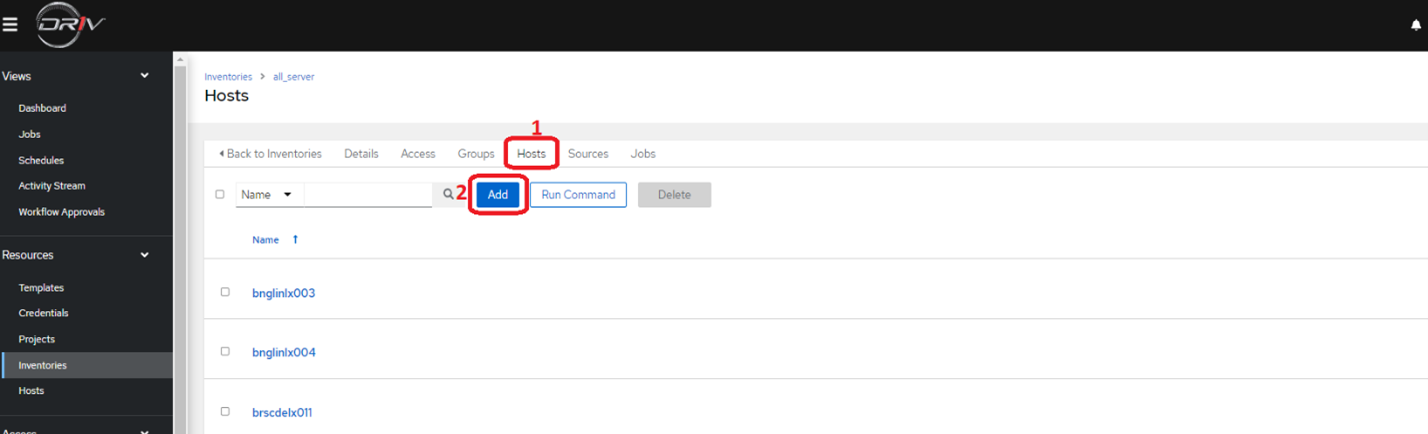 DRIV
Views
Dashboard
Jobs
Schedules
Activity Stream
Workflow Approvals
Resources
Templates
Credentials
Projects
Inventories
Hosts
Access
Inventories > all_server
Hosts
1
Back to Inventories Details Access Groups Hosts Sources Jobs
Name 2 Add Run Command Delete
Name
bnglinlx003
bnglinlx004
brscdelx011